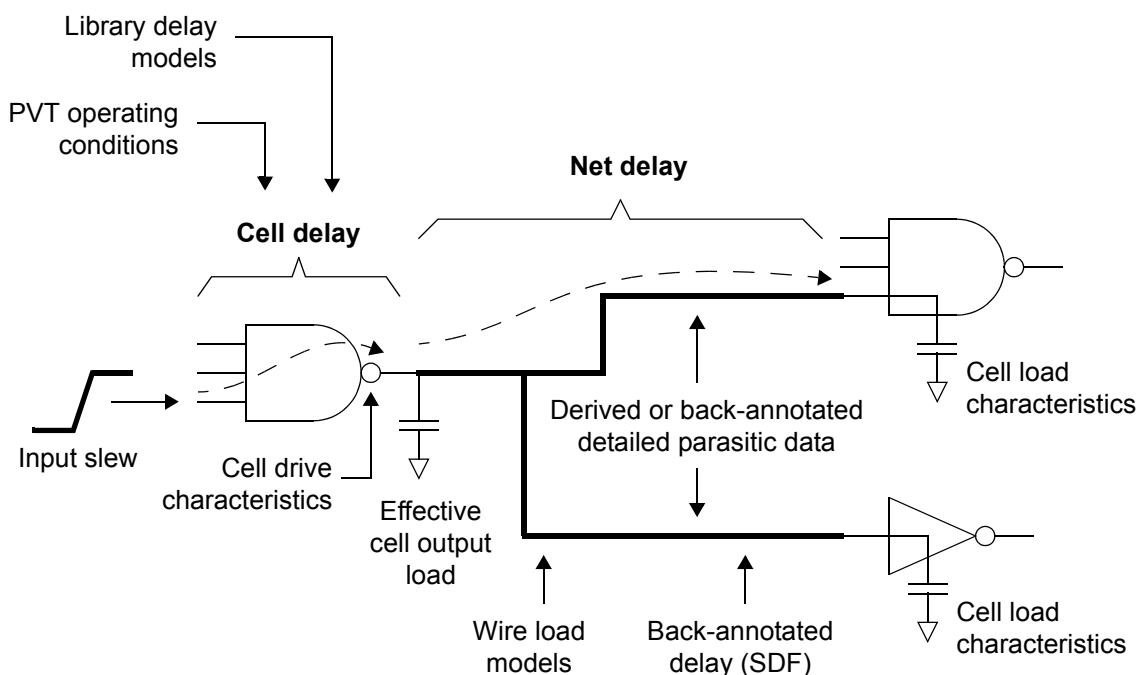 Library delay
models
PVT operating
conditions
Net delay
Cell delay
Input slew
Cell drive
characteristics
Effective
cell output
load
Derived or back-annotated
detailed parasitic data
Cell load
characteristics
Wire load
models
Back-annotated
delay (SDF)
Cell load
characteristics